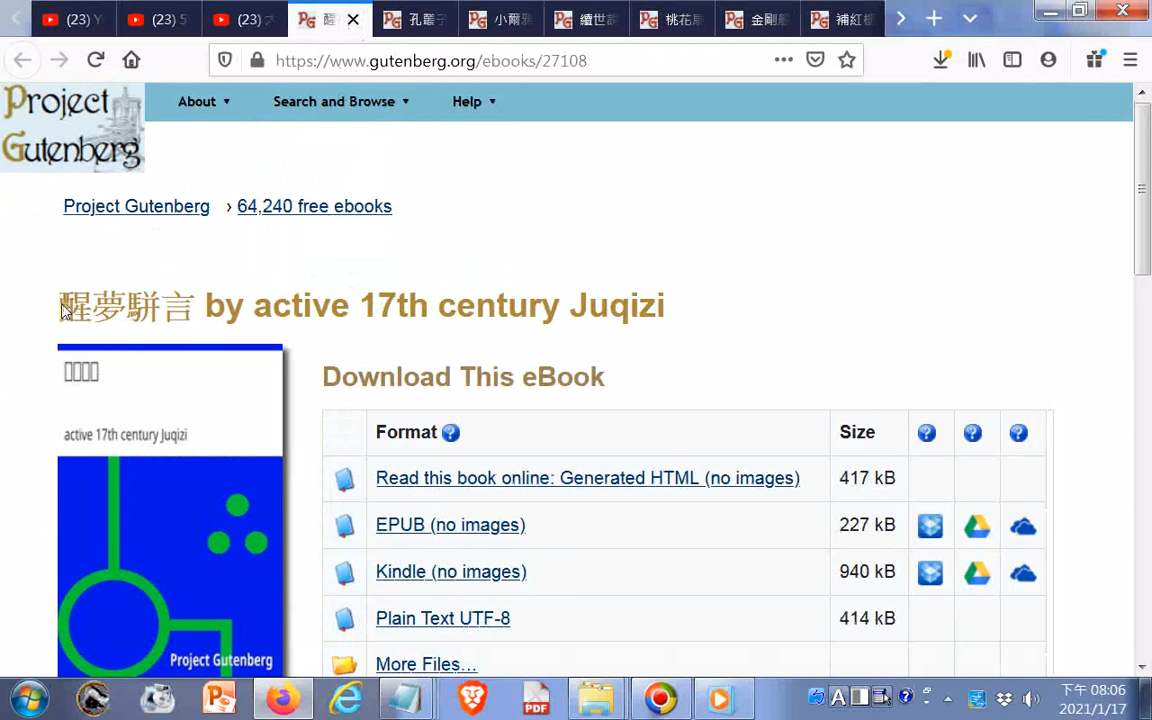 (23) Y
(23) 5
(23)
孔叢子
小爾雅
續世說
桃花扇
金剛
補紅樓
https://www.gutenberg.org/ebooks/27108
Project Gutenberg
About
Search and Browse
Help
Project Gutenberg › 64,240 free ebooks
醒夢駢言 by active 17th century Juqizi
active 17th century Juqizi
Project Gutenberg
Download This eBook
Format Size
Read this book online: Generated HTML (no images) 417 kB
EPUB (no images) 227 kB
Kindle (no images) 940 kB
Plain Text UTF-8 414 kB
More Files…
PDF
A
下午 08:06
2021/1/17